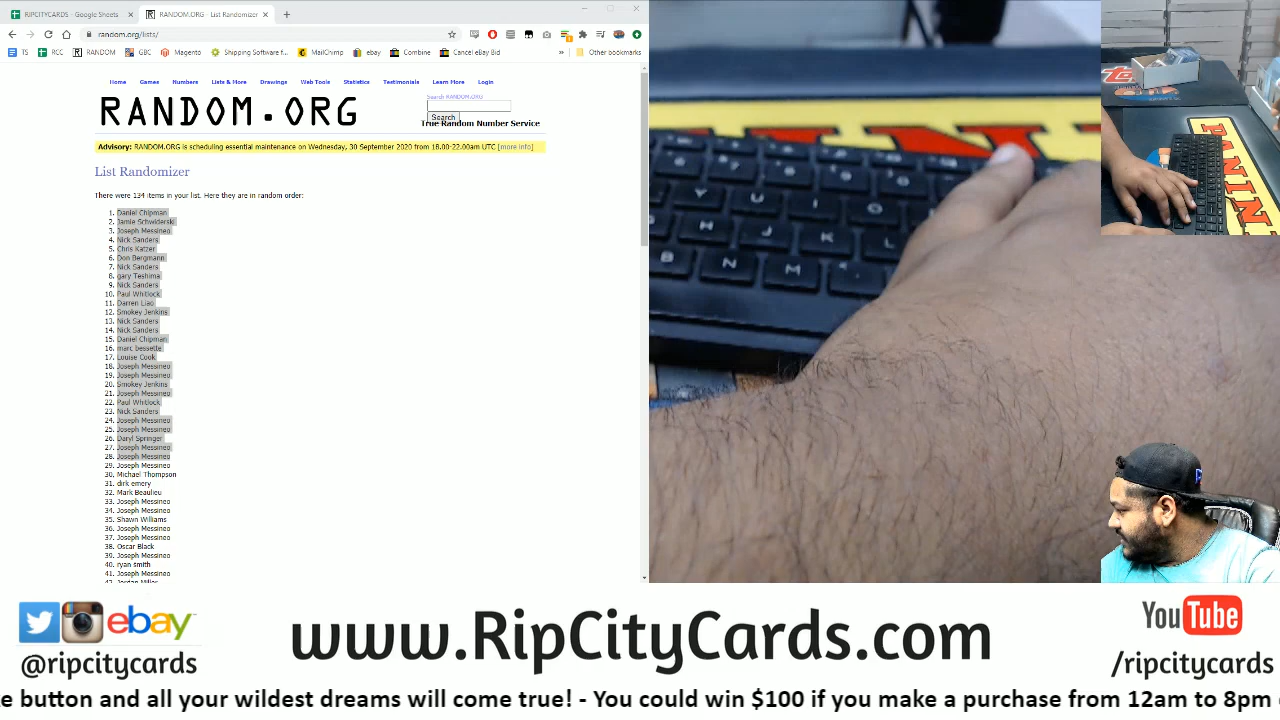 RIPCITYCARDS - Google Sheets
RANDOM.ORG - List Randomizer
random.org/lists/
TS RCC RANDOM GBC Magento Shipping Software f... MailChimp ebay Combine Cancel eBay Bid » Other bookmarks
Home Games Numbers Lists & More Drawings Web Tools Statistics Testimonials Learn More Login
RANDOM.ORG
Search RANDOM.ORG
Search
True Random Number Service
Advisory: RANDOM.ORG is scheduling essential maintenance on Wednesday, 30 September 2020 from 18.00-22.00am UTC [more info]
List Randomizer
There were 134 items in your list. Here they are in random order:
1. Daniel Chipman
2. Jamie Schwiderski
3. Joseph Messineo
4. Nick Sanders
5. Chris Katzer
6. Don Bergmann
7. Nick Sanders
8. gary Teshima
9. Nick Sanders
10. Paul Whitlock
11. Darren Liao
12. Smokey Jenkins
13. Nick Sanders
14. Nick Sanders
15. Daniel Chipman
16. marc bessette
17. Louise Cook
18. Joseph Messineo
19. Joseph Messineo
20. Smokey Jenkins
21. Joseph Messineo
22. Paul Whitlock
23. Nick Sanders
24. Joseph Messineo
25. Joseph Messineo
26. Daryl Springer
27. Joseph Messineo
28. Joseph Messineo
29. Joseph Messineo
30. Michael Thompson
31. dirk emery
32. Mark Beaulieu
33. Joseph Messineo
34. Joseph Messineo
35. Shawn Williams
36. Joseph Messineo
37. Joseph Messineo
38. Oscar Black
39. Joseph Messineo
40. ryan smith
41. Joseph Messineo
42. Jordan Miller
Y U I O
H J K L
B N M
PANIN
ebay
@ripcitycards
www.RipCityCards.com
YouTube
/ripcitycards
te button and all your wildest dreams will come true! - You could win $100 if you make a purchase from 12am to 8pm